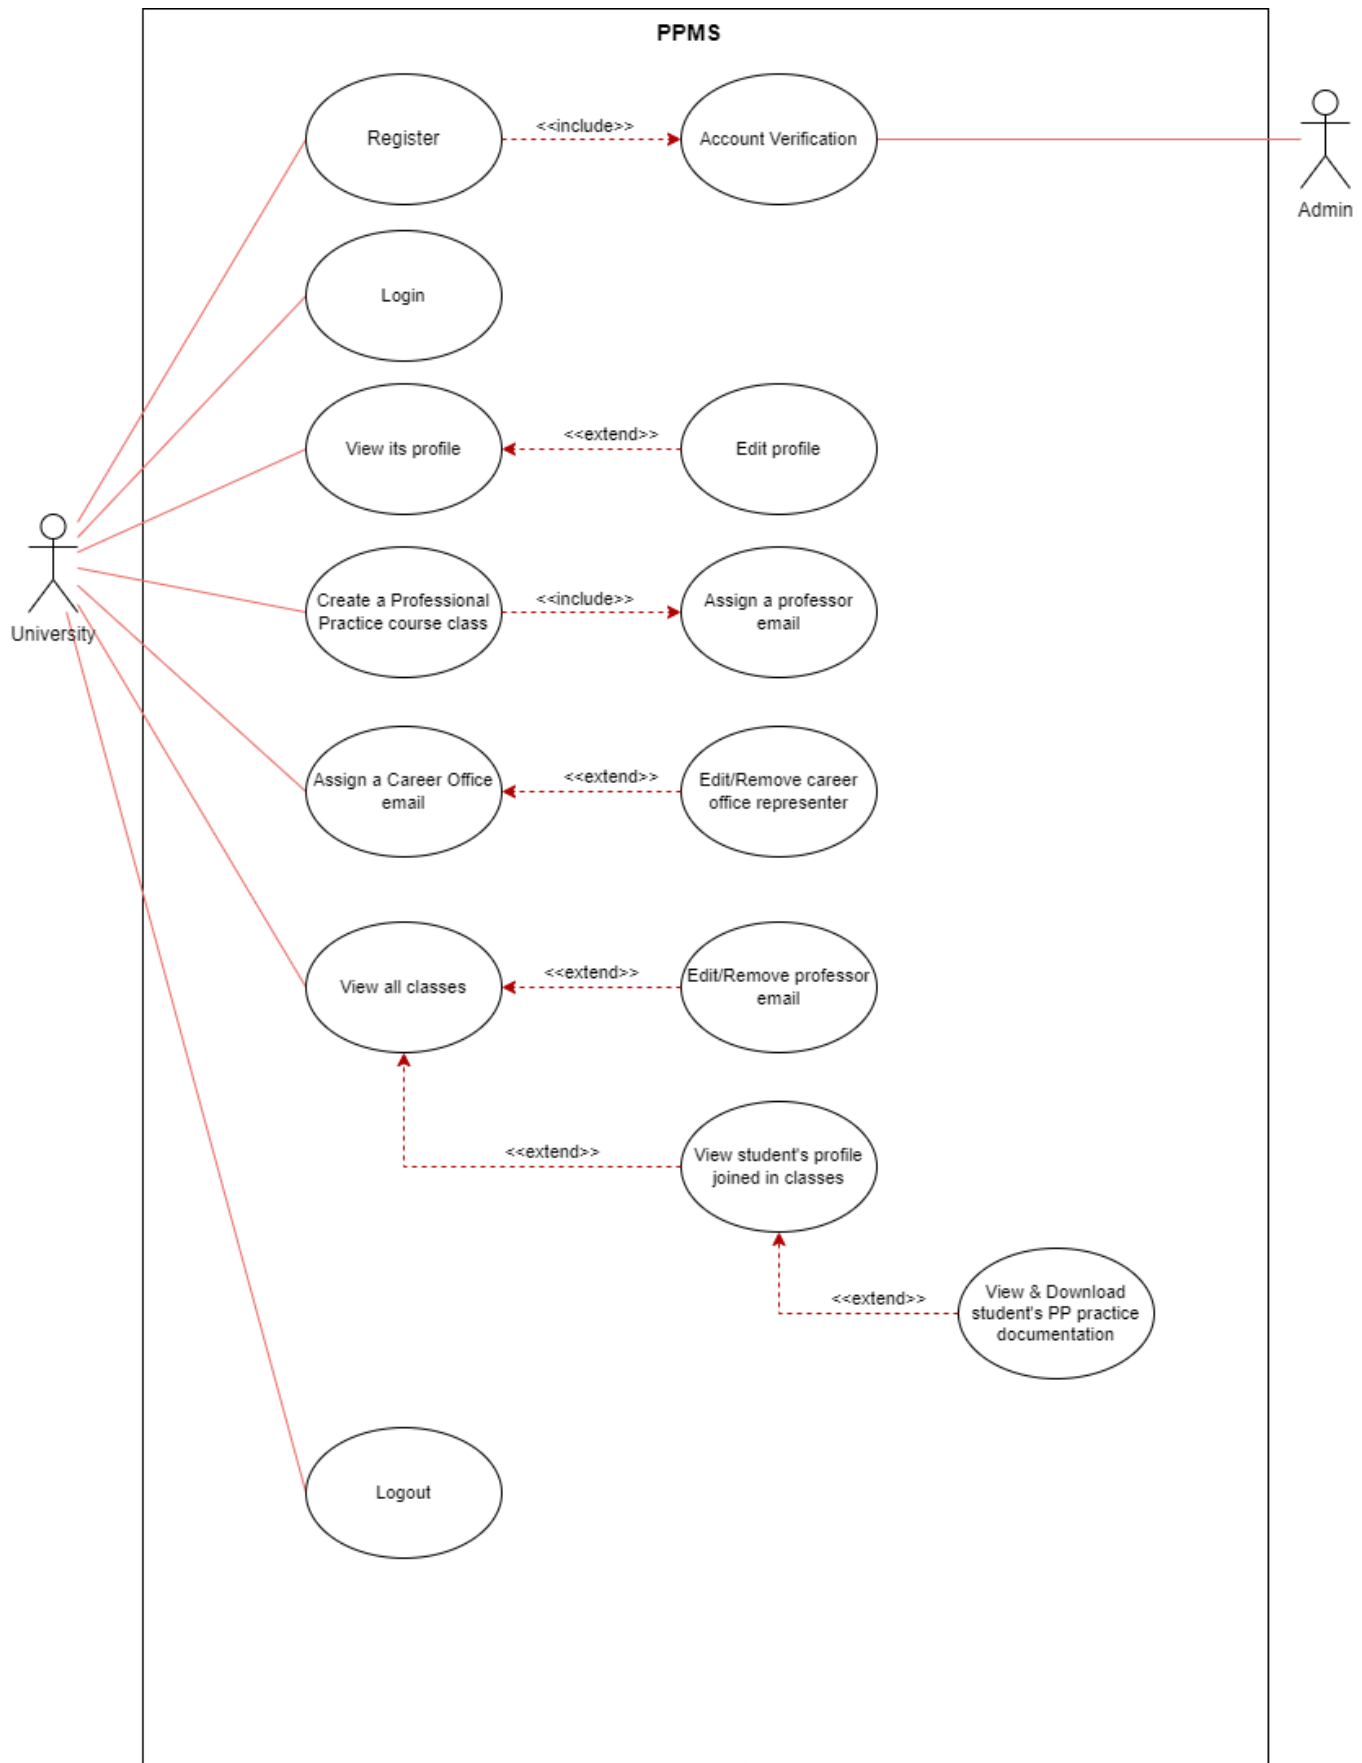 PPMS
Register
<<include>>
Account Verification
Admin
Login
View its profile
<<extend>>
Edit profile
University
Create a Professional
Practice course class
<<include>>
Assign a professor
email
Assign a Career Office
email
<<extend>>
Edit/Remove career
office representer
View all classes
<<extend>>
Edit/Remove professor
email
<<extend>>
View student's profile
joined in classes
<<extend>>
View & Download
student's PP practice
documentation
Logout